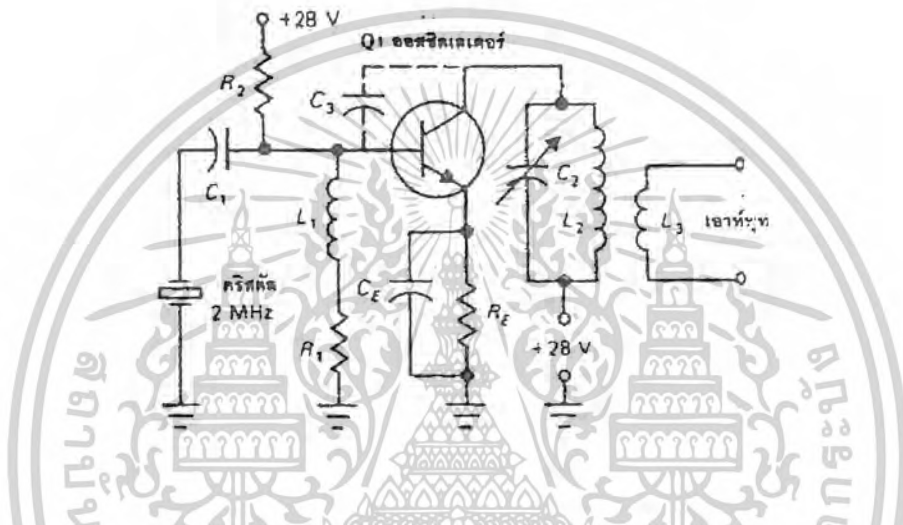 +28 V
Q1 ออสซิลเลเตอร์
R2
C3
C1
C2
L1
L2
L3
เอาท์พุท
คริสตัล
2 MHz
CE
RE
R1
+28 V